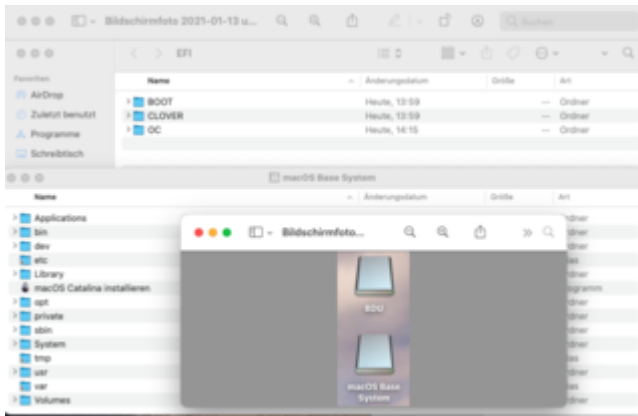 Bildschirmfoto 2021-01-13 u...
Suchen
EFI
Favoriten
Name
Änderungsdatum
Größe
Art
AirDrop
BOOT
Heute, 13:59
-- Ordner
Zuletzt benutzt
CLOVER
Heute, 13:59
-- Ordner
Programme
OC
Heute, 14:15
-- Ordner
Schreibtisch
macOS Base System
Name
Änderungsdatum
Größe
Art
Applications
bin
dev
etc
Library
macOS Catalina installieren
opt
private
sbin
System
tmp
usr
var
Volumes
Bildschirmfoto...
BDU
macOS Base
System